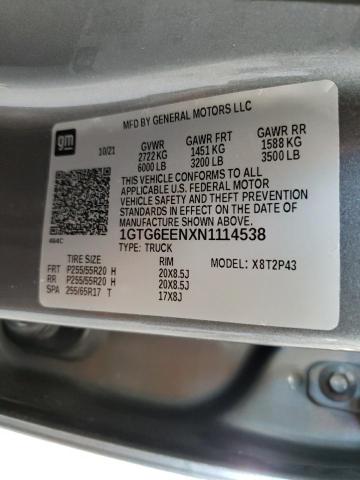 gm
MFD BY GENERAL MOTORS LLC
10/21 GVWR GAWR FRT GAWR RR
2722 KG 1451 KG 1588 KG
6000 LB 3200 LB 3500 LB
THIS VEHICLE CONFORMS TO ALL APPLICABLE
U.S. FEDERAL MOTOR VEHICLE
SAFETY AND THEFT PREVENTION
STANDARDS IN EFFECT ON THE DATE OF
MANUFACTURE SHOWN ABOVE.
464C
1GTG6EENXN1114538
TYPE: TRUCK
TIRE SIZE RIM MODEL: X8T2P43
FRT P255/55R20 H 20X8.5J
RR P255/55R20 H 20X8.5J
SPA 255/65R17 T 17X8J